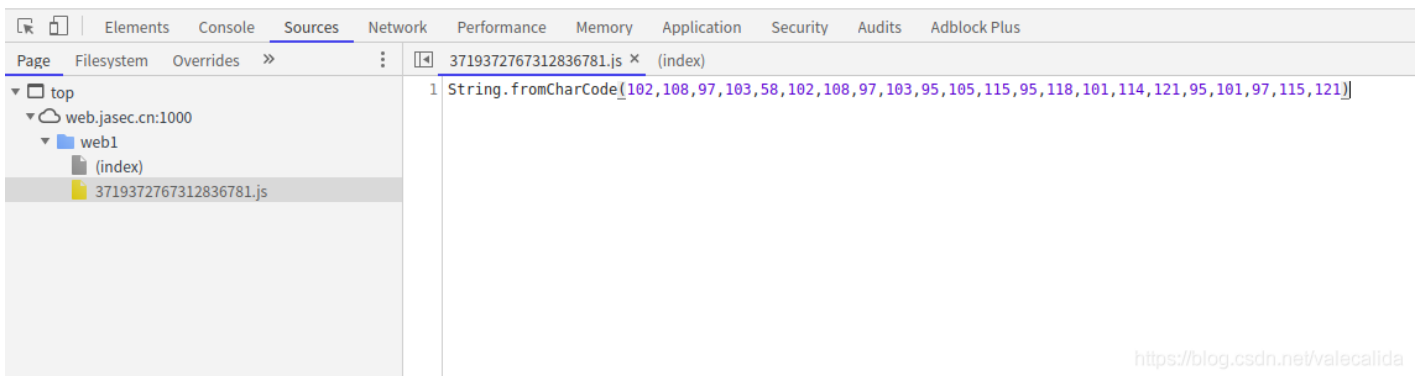 Elements Console Sources Network Performance Memory Application Security Audits Adblock Plus
Page Filesystem Overrides »
3719372767312836781.js × (index)
1 String.fromCharCode(102,108,97,103,58,102,108,97,103,95,105,115,95,118,101,114,121,95,101,97,115,121)
top
web.jasec.cn:1000
web1
(index)
3719372767312836781.js
https://blog.csdn.net/valecalida